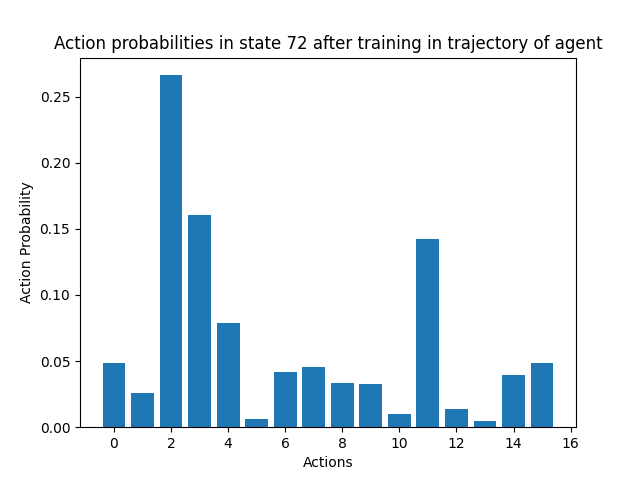 Action probabilities in state 72 after training in trajectory of agent
0.25
0.20
0.15
0.10
0.05
0.00
Action Probability
0 2 4 6 8 10 12 14 16
Actions